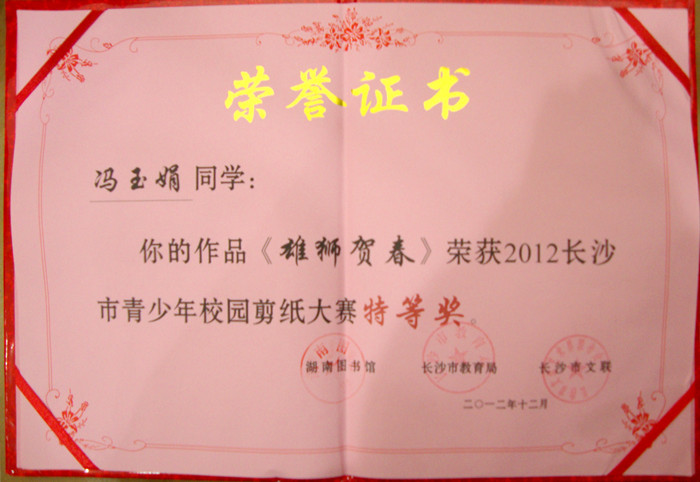 荣誉证书
冯玉娟同学：
你的作品《雄狮贺春》荣获2012长沙
市青少年校园剪纸大赛特等奖。
湖南图书馆 长沙市教育局 长沙市文联
二〇一二年十二月